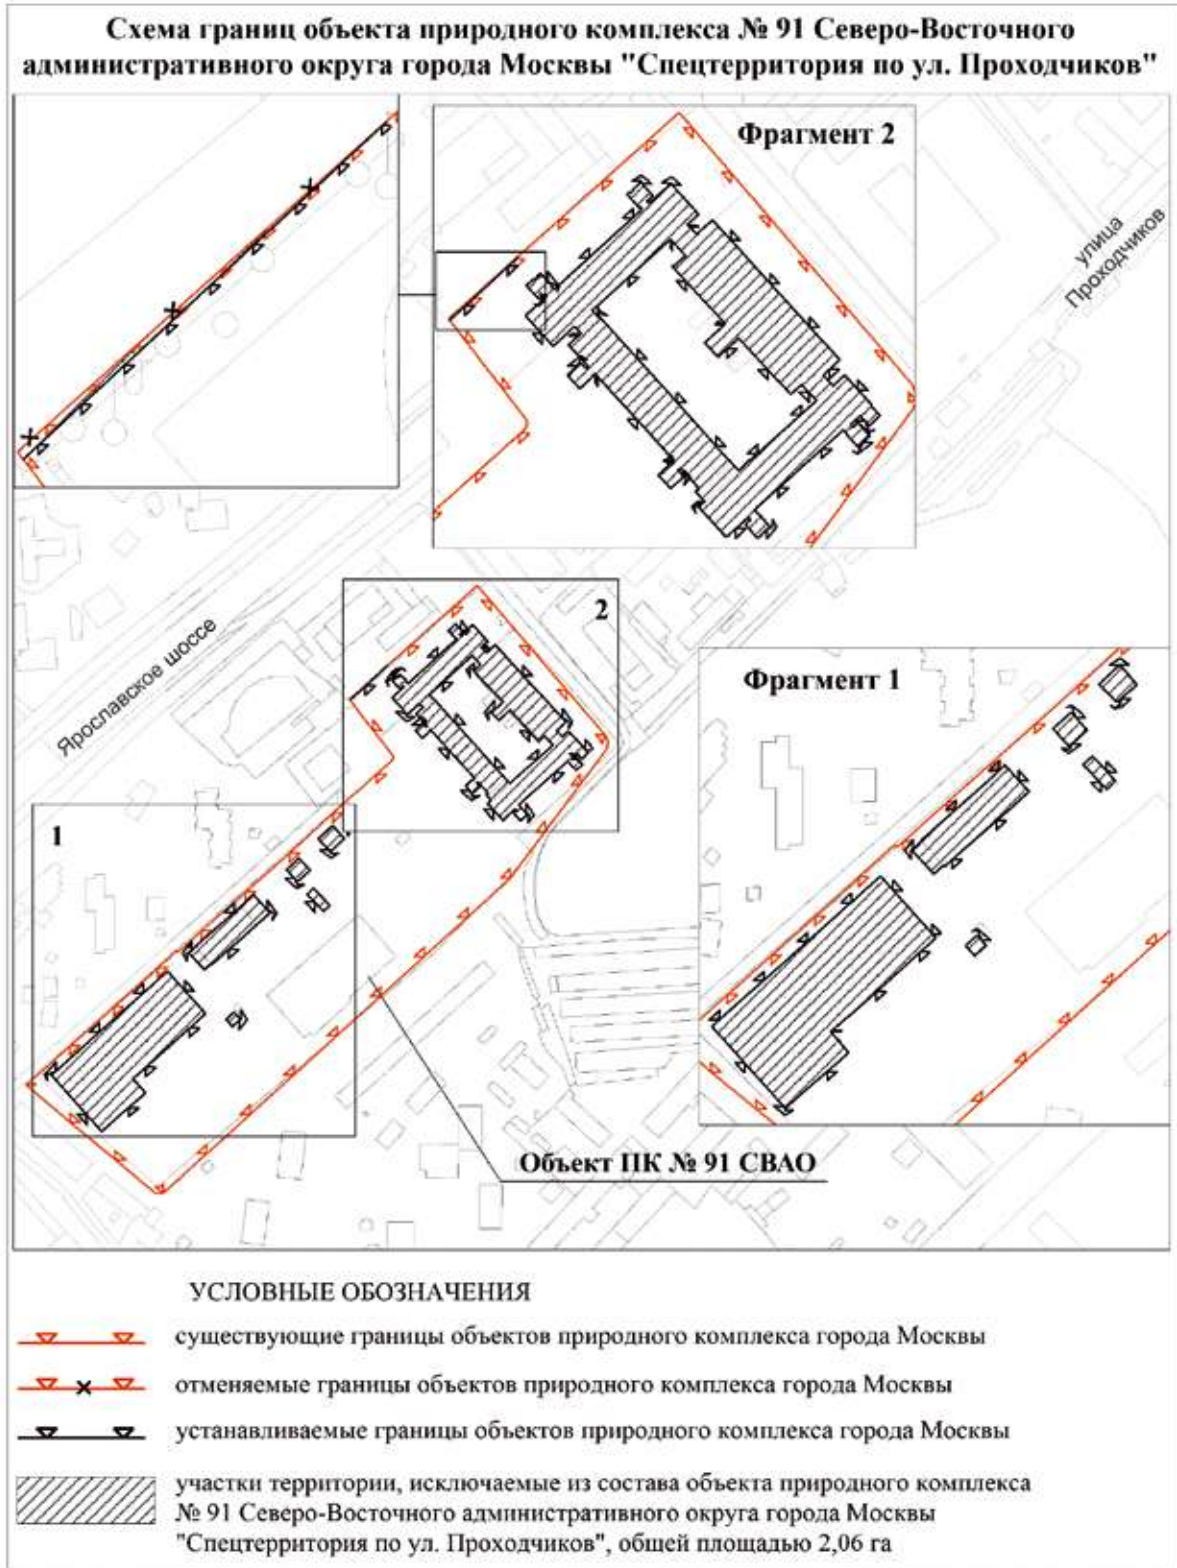 Схема границ объекта природного комплекса № 91 Северо-Восточного
административного округа города Москвы "Спецтерритория по ул. Проходчиков"
Фрагмент 2
улица
Проходчиков
Ярославское шоссе
2
Фрагмент 1
1
Объект ПК № 91 СВАО
УСЛОВНЫЕ ОБОЗНАЧЕНИЯ
существующие границы объектов природного комплекса города Москвы
отменяемые границы объектов природного комплекса города Москвы
устанавливаемые границы объектов природного комплекса города Москвы
участки территории, исключаемые из состава объекта природного комплекса
№ 91 Северо-Восточного административного округа города Москвы
"Спецтерритория по ул. Проходчиков", общей площадью 2,06 га